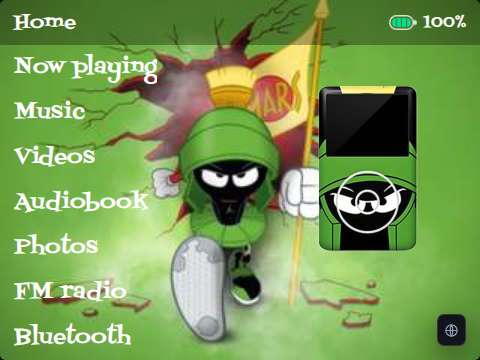 Home
100%
Now playing
Music
Videos
Audiobook
Photos
FM radio
Bluetooth
MARS